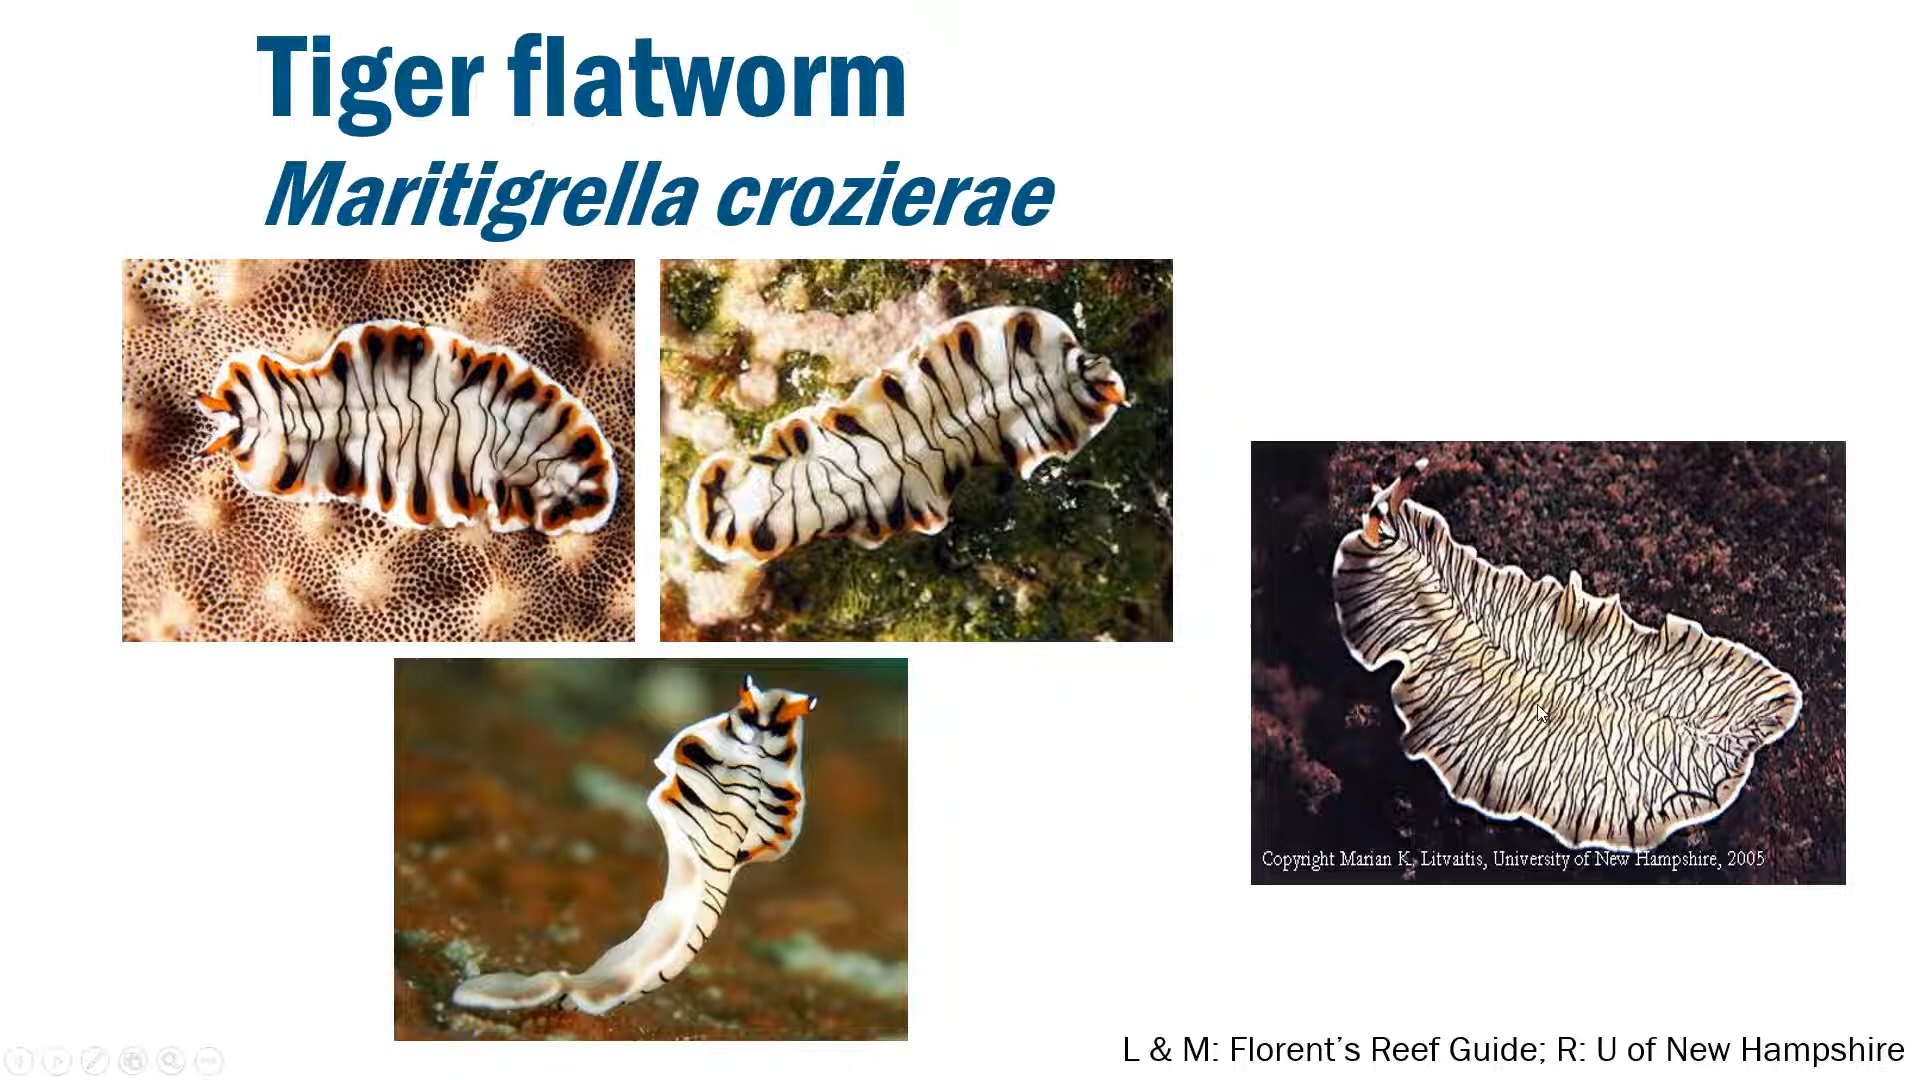 Tiger flatworm
Maritigrella crozierae
Copyright Marian K. Litvaitis, University of New Hampshire, 2005
L & M: Florent’s Reef Guide; R: U of New Hampshire